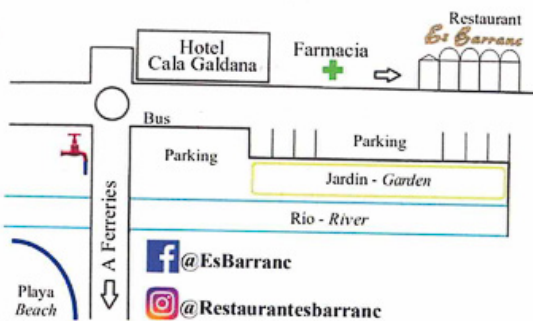 Restaurant
Es Barranc
Hotel
Cala Galdana
Farmacia
Bus
Parking
Parking
Jardin - Garden
Río - River
A Ferreries
Playa
Beach
@EsBarranc
@Restaurantesbarranc